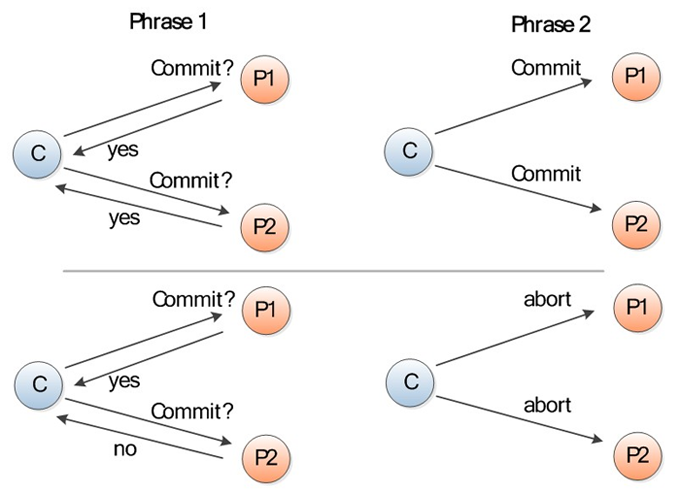 Phrase 1
Phrase 2
Commit?
P1
yes
C
Commit?
yes
P2
Commit
P1
C
Commit
P2
Commit?
P1
yes
C
Commit?
no
P2
abort
P1
C
abort
P2